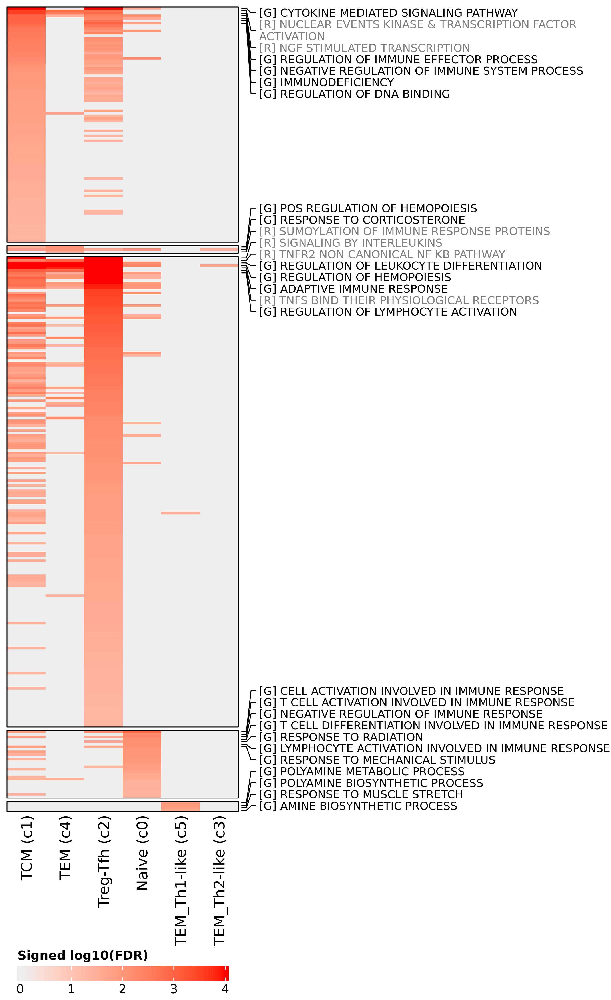 [G] CYTOKINE MEDIATED SIGNALING PATHWAY
[R] NUCLEAR EVENTS KINASE & TRANSCRIPTION FACTOR
ACTIVATION
[R] NGF STIMULATED TRANSCRIPTION
[G] REGULATION OF IMMUNE EFFECTOR PROCESS
[G] NEGATIVE REGULATION OF IMMUNE SYSTEM PROCESS
[G] IMMUNODEFICIENCY
[G] REGULATION OF DNA BINDING
[G] POS REGULATION OF HEMOPOIESIS
[G] RESPONSE TO CORTICOSTERONE
[R] SUMOYLATION OF IMMUNE RESPONSE PROTEINS
[R] SIGNALING BY INTERLEUKINS
[R] TNFR2 NON CANONICAL NF KB PATHWAY
[G] REGULATION OF LEUKOCYTE DIFFERENTIATION
[G] REGULATION OF HEMOPOIESIS
[G] ADAPTIVE IMMUNE RESPONSE
[R] TNFS BIND THEIR PHYSIOLOGICAL RECEPTORS
[G] REGULATION OF LYMPHOCYTE ACTIVATION
[G] CELL ACTIVATION INVOLVED IN IMMUNE RESPONSE
[G] T CELL ACTIVATION INVOLVED IN IMMUNE RESPONSE
[G] NEGATIVE REGULATION OF IMMUNE RESPONSE
[G] T CELL DIFFERENTIATION INVOLVED IN IMMUNE RESPONSE
[G] RESPONSE TO RADIATION
[G] LYMPHOCYTE ACTIVATION INVOLVED IN IMMUNE RESPONSE
[G] RESPONSE TO MECHANICAL STIMULUS
[G] POLYAMINE METABOLIC PROCESS
[G] POLYAMINE BIOSYNTHETIC PROCESS
[G] RESPONSE TO MUSCLE STRETCH
[G] AMINE BIOSYNTHETIC PROCESS
TCM (c1)
TEM (c4)
Treg-Tfh (c2)
Naive (c0)
TEM_Th1-like (c5)
TEM_Th2-like (c3)
Signed log10(FDR)
0 1 2 3 4